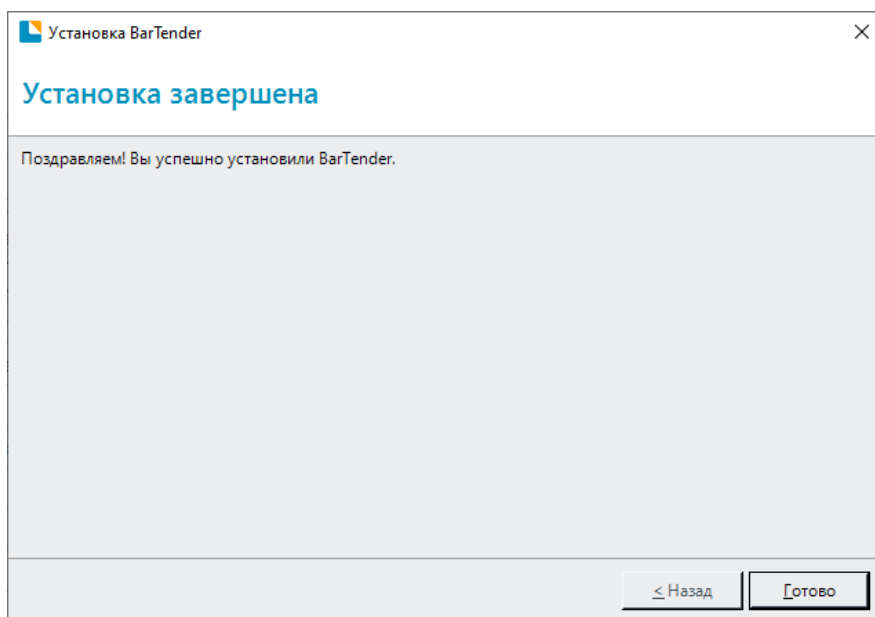 Установка BarTender
Установка завершена
Поздравляем! Вы успешно установили BarTender.
< Назад
Готово